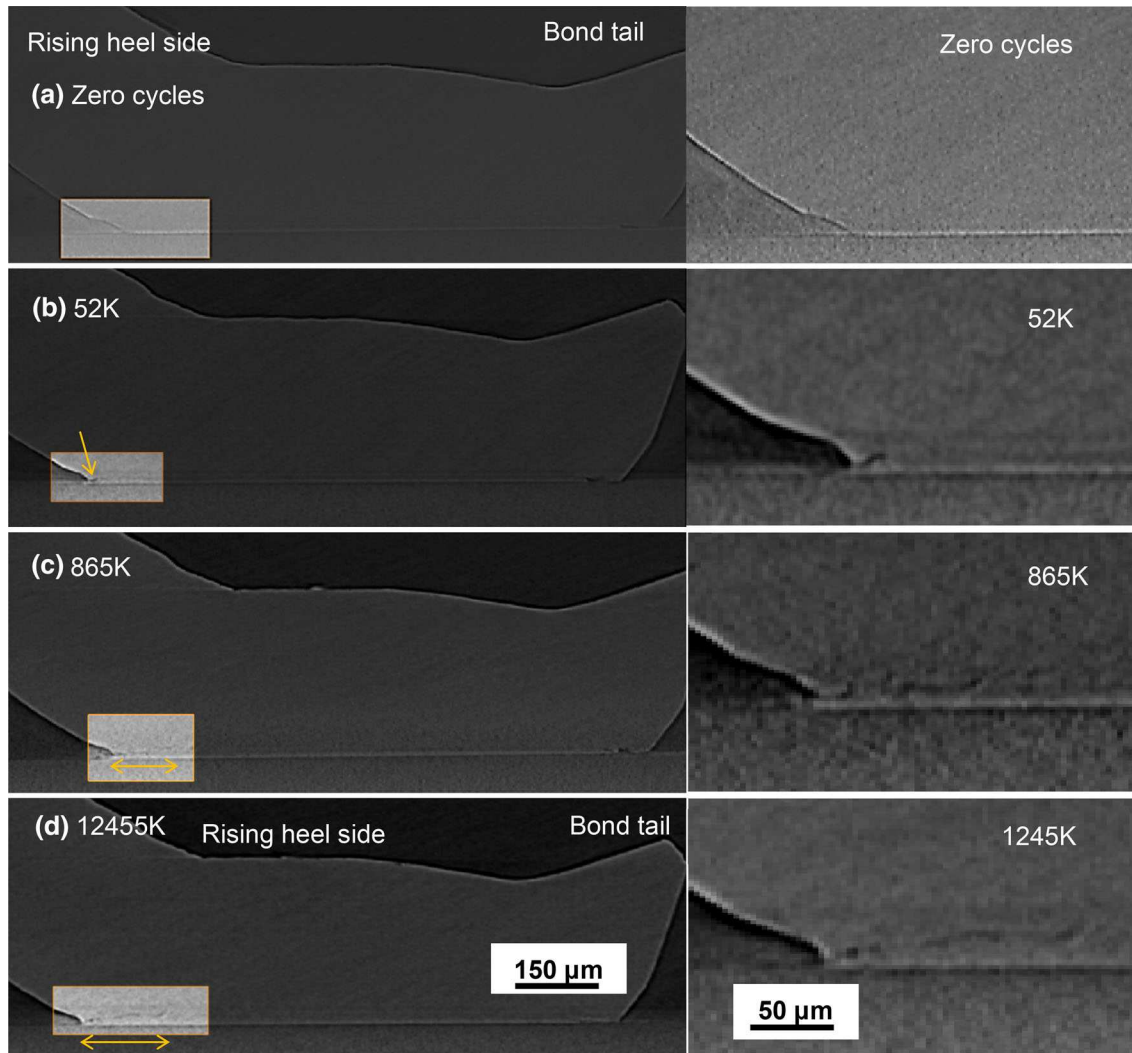 Rising heel side
Bond tail
Zero cycles
(a) Zero cycles
(b) 52K
52K
(c) 865K
865K
(d) 12455K
Rising heel side
Bond tail
1245K
150 µm
50 µm